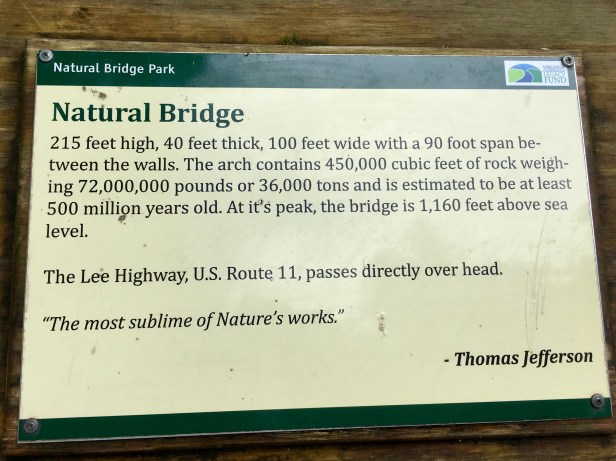 Natural Bridge Park
VIRGINIA
LEGACY
FUND
Natural Bridge
215 feet high, 40 feet thick, 100 feet wide with a 90 foot span be-
tween the walls. The arch contains 450,000 cubic feet of rock weigh-
ing 72,000,000 pounds or 36,000 tons and is estimated to be at least
500 million years old. At it's peak, the bridge is 1,160 feet above sea
level.
The Lee Highway, U.S. Route 11, passes directly over head.
"The most sublime of Nature's works."
- Thomas Jefferson